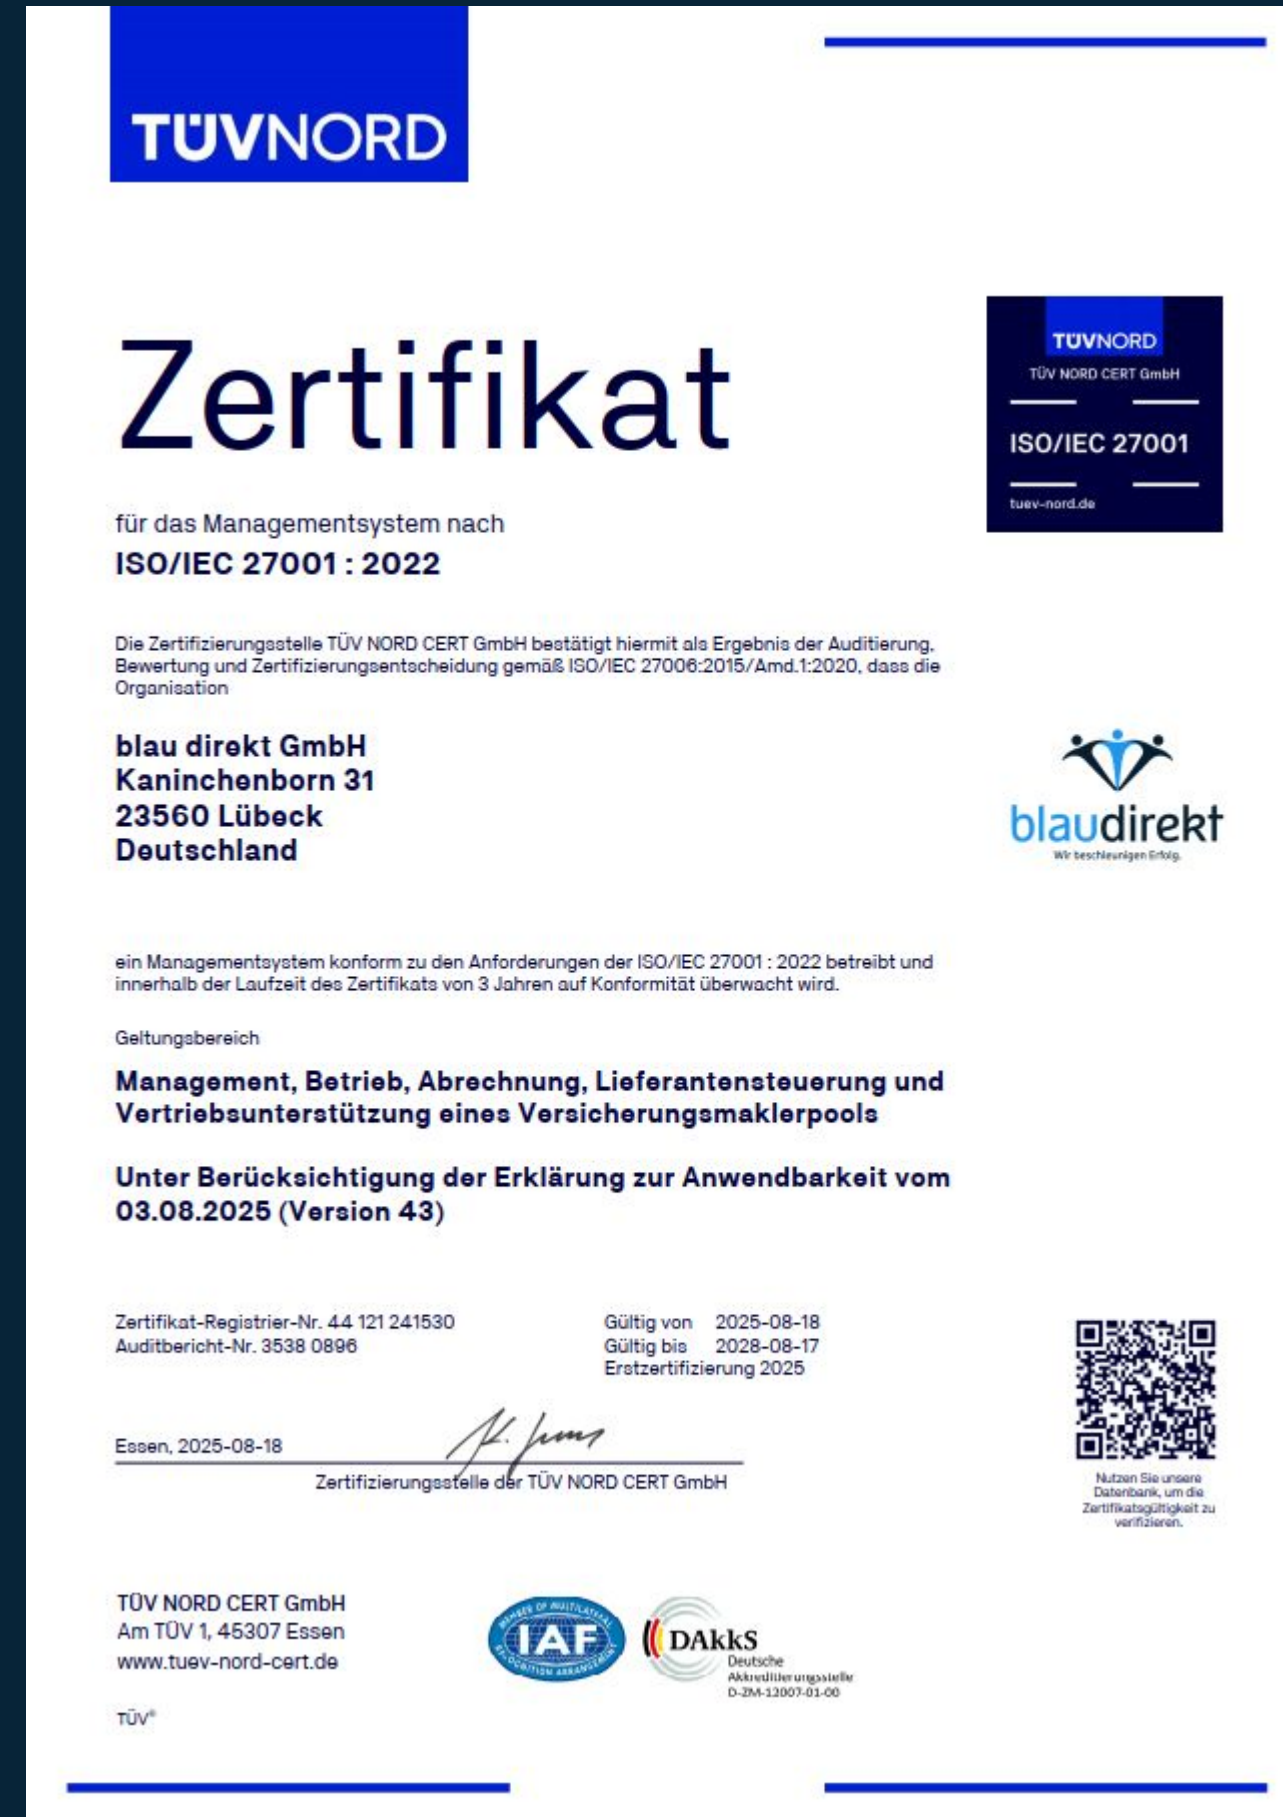 TÜVNORD
Zertifikat
TÜVNORD
TÜV NORD CERT GmbH
ISO/IEC 27001
tuev-nord.de
für das Managementsystem nach
ISO/IEC 27001 : 2022
Die Zertifizierungsstelle TÜV NORD CERT GmbH bestätigt hiermit als Ergebnis der Auditierung,
Bewertung und Zertifizierungsentscheidung gemäß ISO/IEC 27006:2015/Amd.1:2020, dass die
Organisation
blau direkt GmbH
Kaninchenborn 31
23560 Lübeck
Deutschland
blaudirekt
Wir beschleunigen Erfolg.
ein Managementsystem konform zu den Anforderungen der ISO/IEC 27001 : 2022 betreibt und
innerhalb der Laufzeit des Zertifikats von 3 Jahren auf Konformität überwacht wird.
Geltungsbereich
Management, Betrieb, Abrechnung, Lieferantensteuerung und
Vertriebsunterstützung eines Versicherungsmaklerpools
Unter Berücksichtigung der Erklärung zur Anwendbarkeit vom
03.08.2025 (Version 43)
Zertifikat-Registrier-Nr. 44 121 241530
Auditbericht-Nr. 3538 0896
Gültig von 2025-08-18
Gültig bis 2028-08-17
Erstzertifizierung 2025
Essen, 2025-08-18
Zertifizierungsstelle der TÜV NORD CERT GmbH
Nutzen Sie unsere
Datenbank, um die
Zertifikatsgültigkeit zu
verifizieren.
TÜV NORD CERT GmbH
Am TÜV 1, 45307 Essen
www.tuev-nord-cert.de
MEMBER OF MULTILATERAL
IAF
RECOGNITION ARRANGEMENT
DAkkS
Deutsche
Akkreditierungsstelle
D-ZM-12007-01-00
TÜV®